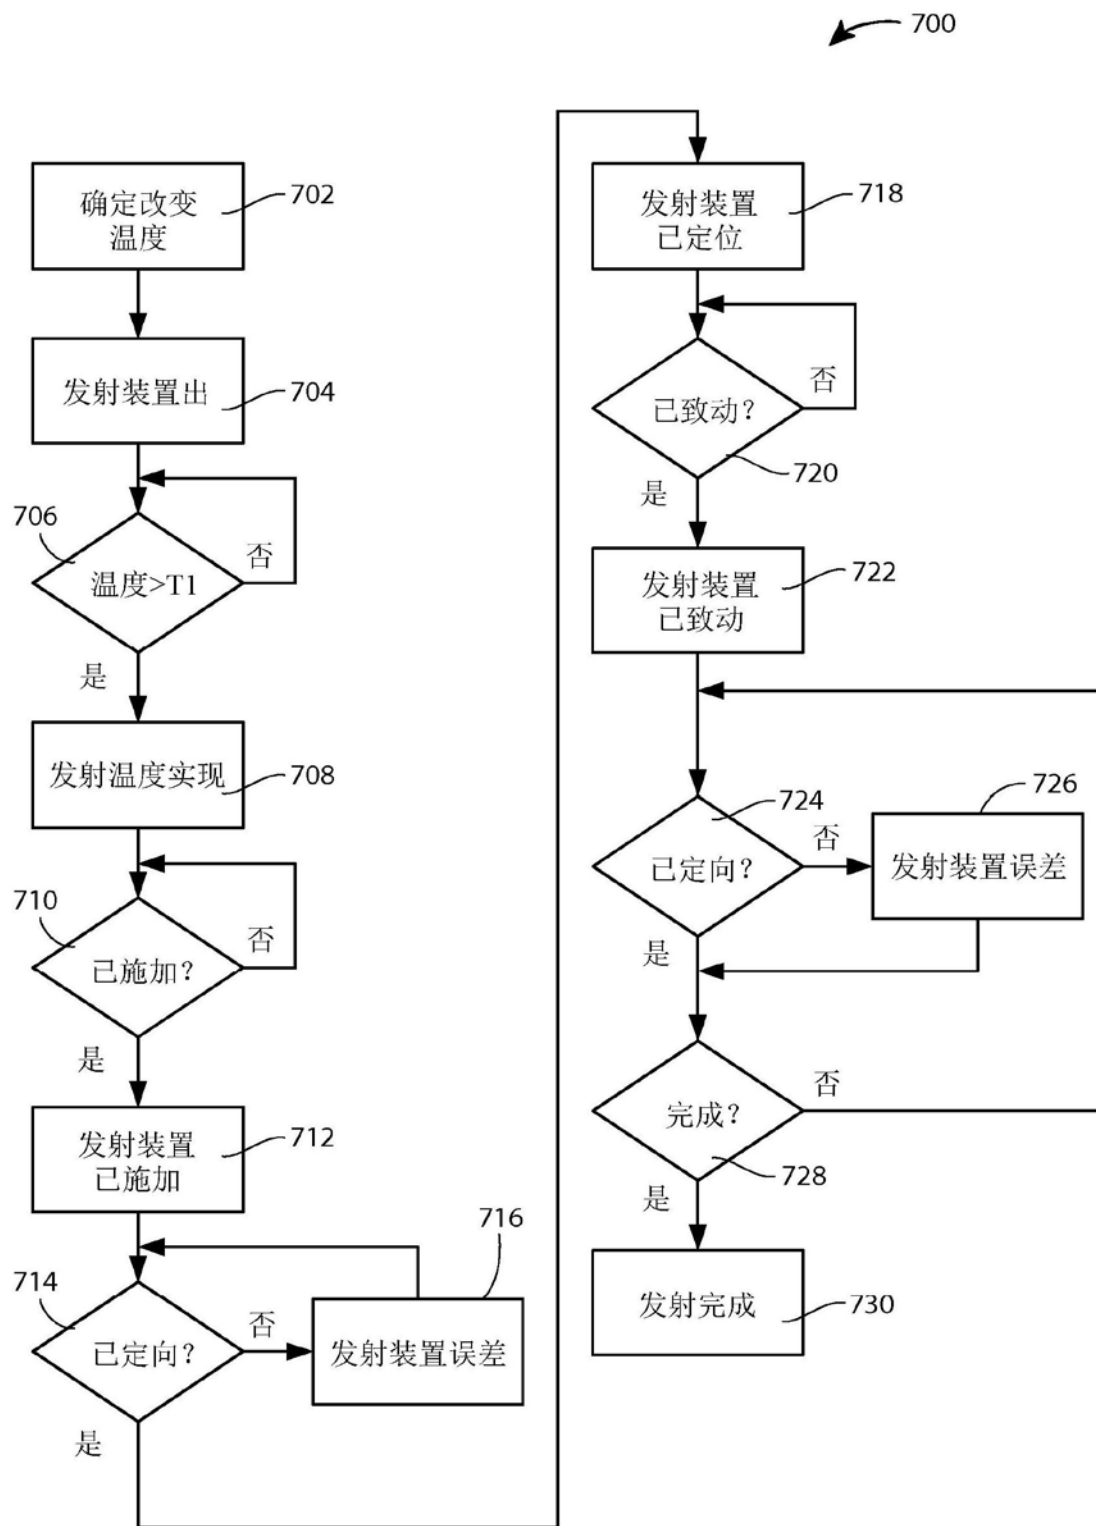 700
确定改变
温度
702
发射装置出
704
706
温度>T1
否
是
发射温度实现
708
710
已施加？
否
是
发射装置
已施加
712
714
已定向？
否
是
716
发射装置误差
发射装置
已定位
718
已致动？
否
720
是
发射装置
已致动
722
724
已定向？
否
是
726
发射装置误差
完成？
否
728
是
发射完成
730